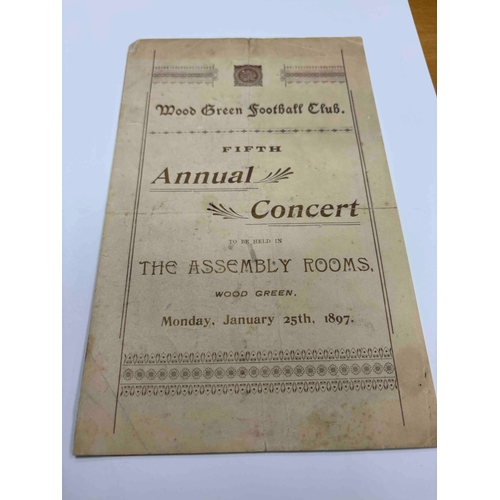 Wood Green Football Club.
FIFTH
Annual
Concert
TO BE HELD IN
THE ASSEMBLY ROOMS,
WOOD GREEN,
Monday, January 25th, 1897.